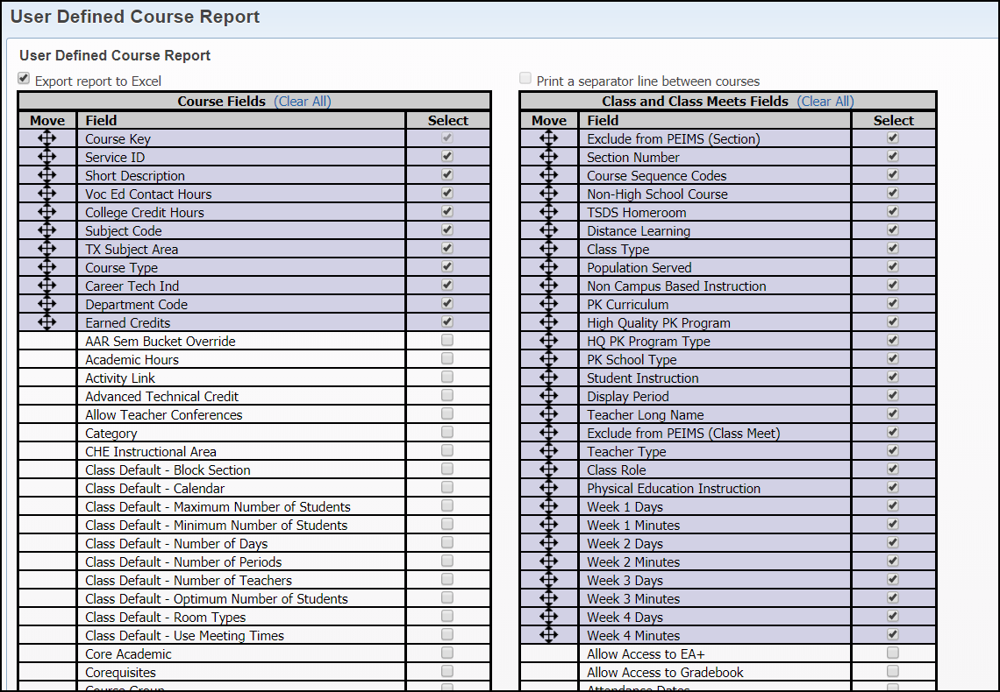 User Defined Course Report
User Defined Course Report
Export report to Excel
Course Fields (Clear All)
Move Field Select
Course Key
Service ID
Short Description
Voc Ed Contact Hours
College Credit Hours
Subject Code
TX Subject Area
Course Type
Career Tech Ind
Department Code
Earned Credits
AAR Sem Bucket Override
Academic Hours
Activity Link
Advanced Technical Credit
Allow Teacher Conferences
Category
CHE Instructional Area
Class Default - Block Section
Class Default - Calendar
Class Default - Maximum Number of Students
Class Default - Minimum Number of Students
Class Default - Number of Days
Class Default - Number of Periods
Class Default - Number of Teachers
Class Default - Optimum Number of Students
Class Default - Room Types
Class Default - Use Meeting Times
Core Academic
Corequisites
Course Group
Print a separator line between courses
Class and Class Meets Fields (Clear All)
Move Field Select
Exclude from PEIMS (Section)
Section Number
Course Sequence Codes
Non-High School Course
TSDS Homeroom
Distance Learning
Class Type
Population Served
Non Campus Based Instruction
PK Curriculum
High Quality PK Program
HQ PK Program Type
PK School Type
Student Instruction
Display Period
Teacher Long Name
Exclude from PEIMS (Class Meet)
Teacher Type
Class Role
Physical Education Instruction
Week 1 Days
Week 1 Minutes
Week 2 Days
Week 2 Minutes
Week 3 Days
Week 3 Minutes
Week 4 Days
Week 4 Minutes
Allow Access to EA+
Allow Access to Gradebook
Attendance Dates